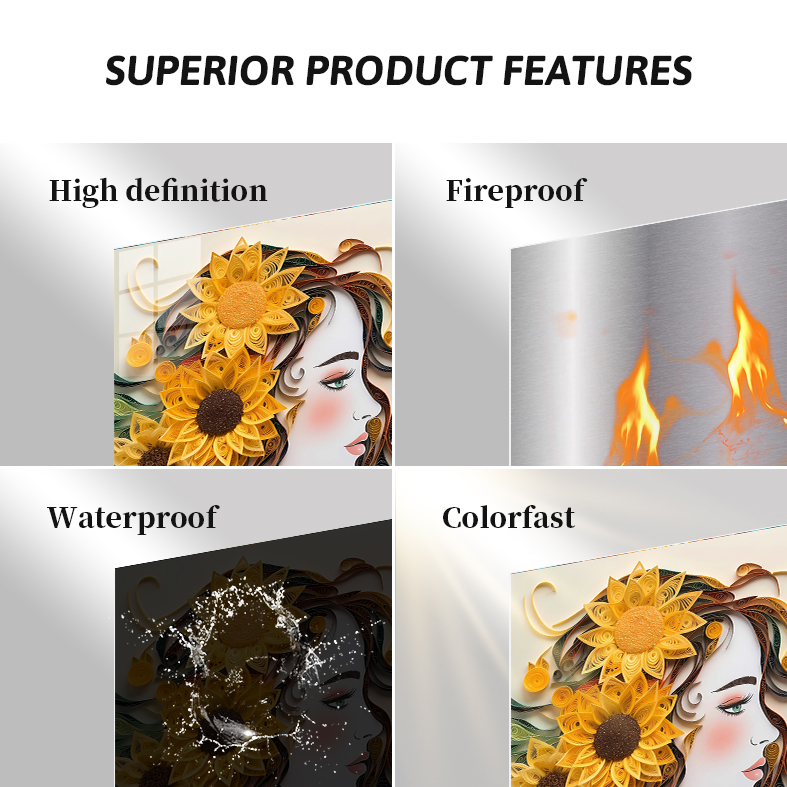 SUPERIOR PRODUCT FEATURES
High definition
Fireproof
Waterproof
Colorfast